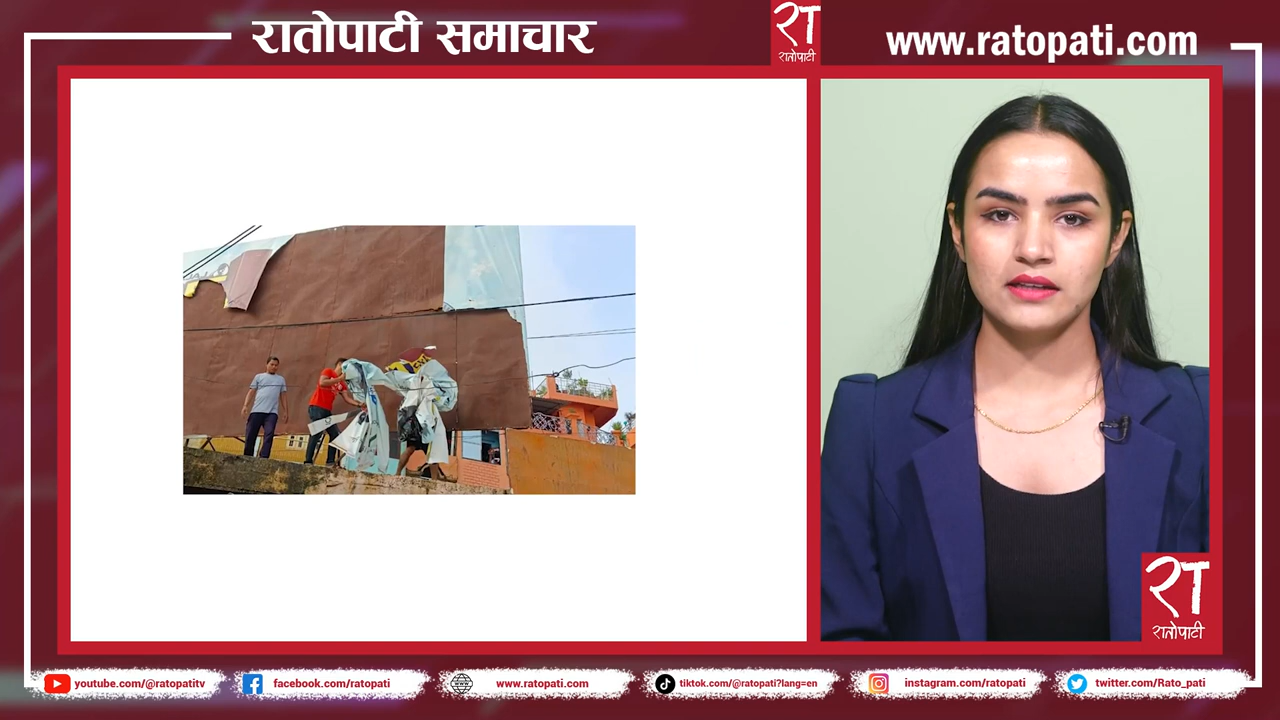 रातोपाटी समाचार
रा
रातोपाटी
www.ratopati.com
रा
रातोपाटी
youtube.com/@ratopatitv
facebook.com/ratopati
www.ratopati.com
tiktok.com/@ratopati?lang=en
instagram.com/ratopati
twitter.com/Rato_pati